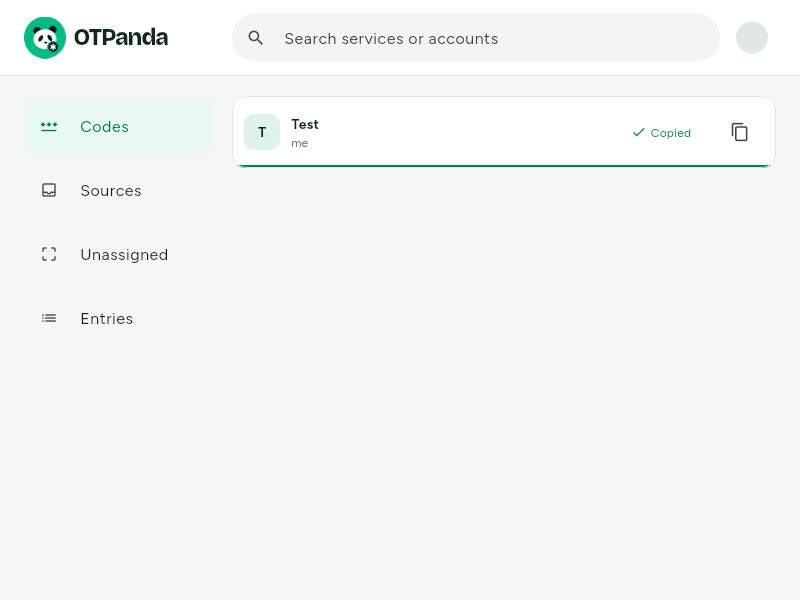 OTPanda
Search services or accounts
Codes
Sources
Unassigned
Entries
T
Test
me
Copied